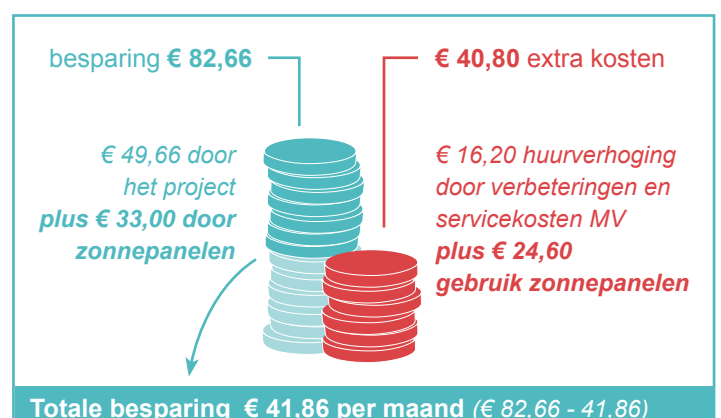 besparing € 82,66
€ 40,80 extra kosten
€ 49,66 door
het project
plus € 33,00 door
zonnepanelen
€ 16,20 huurverhoging
door verbeteringen en
servicekosten MV
plus € 24,60
gebruik zonnepanelen
Totale besparing € 41,86 per maand (€ 82,66 - 41,86)